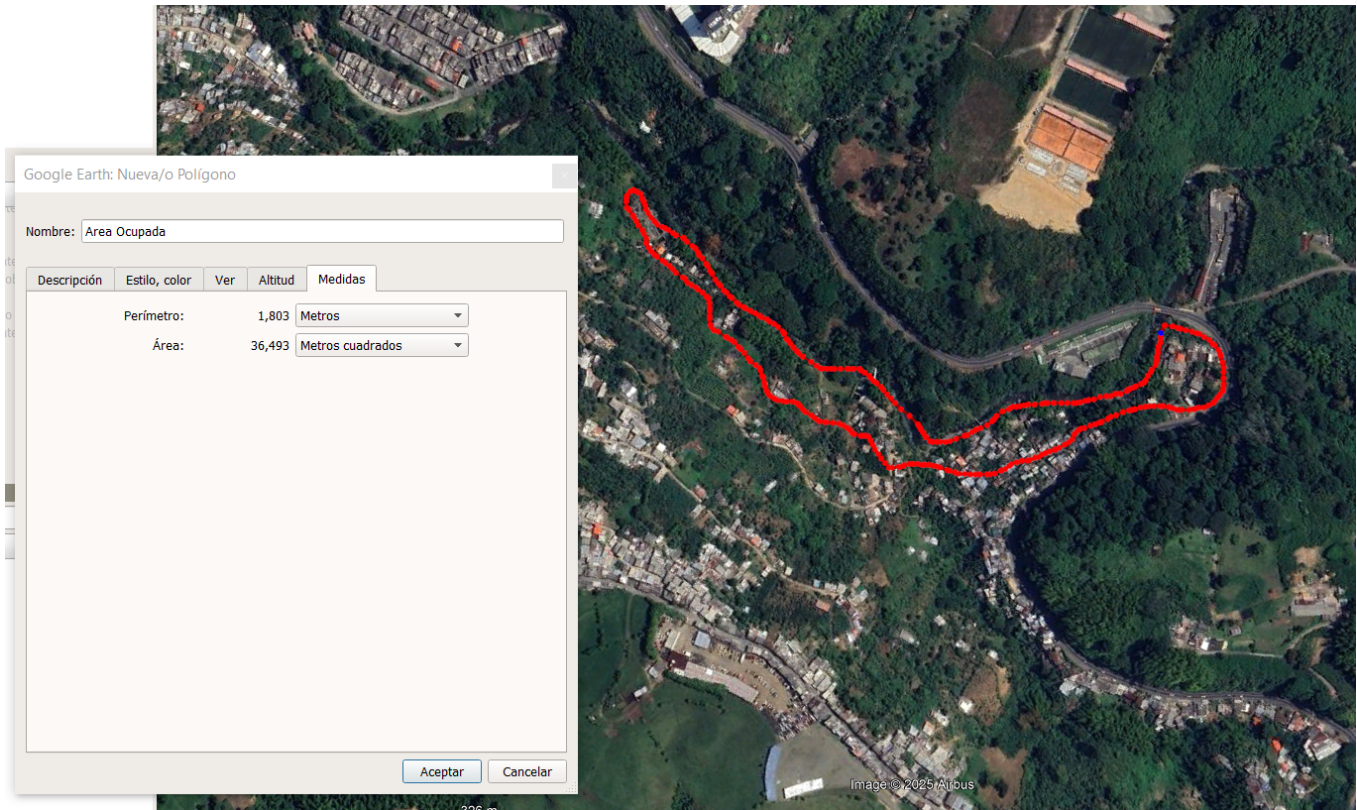 Google Earth: Nueva/o Polígono
Nombre: Area Ocupada
Descripción Estilo, color Ver Altitud Medidas
Perímetro: 1,803 Metros
Área: 36,493 Metros cuadrados
Aceptar Cancelar
Image © 2025 Airbus